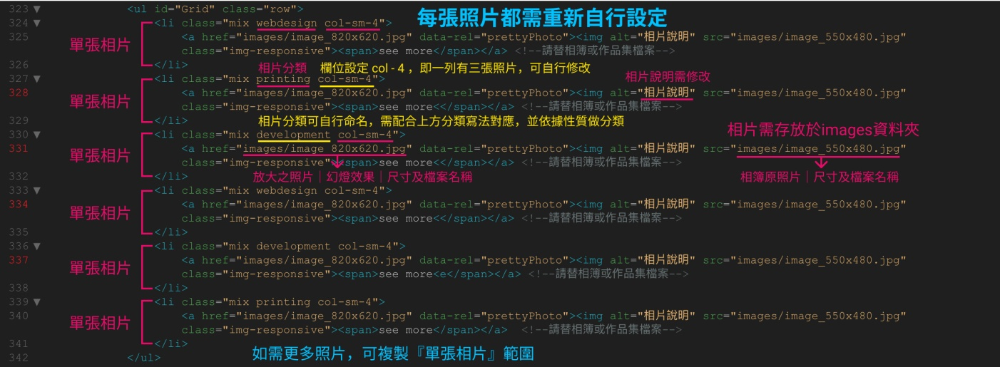 323 ▼ <ul id="Grid" class="row">
每張照片都需重新自行設定
324 ▼ <li class="mix webdesign col-sm-4">
325 <a href="images/image_820x620.jpg" data-rel="prettyPhoto"><img alt="相片說明" src="images/image_550x480.jpg"
單張相片
class="img-responsive"><span>see more</span></a> <!--請替相簿或作品集檔案-->
326 </li>
相片分類 欄位設定 col - 4 ，即一列有三張照片，可自行修改
相片說明需修改
327 ▼ <li class="mix printing col-sm-4">
328 <a href="images/image_820x620.jpg" data-rel="prettyPhoto"><img alt="相片說明" src="images/image_550x480.jpg"
單張相片
class="img-responsive"><span>see more<</span></a> <!--請替相簿或作品集檔案-->
329 </li>
相片分類可自行命名，需配合上方分類寫法對應，並依據性質做分類
相片需存放於images資料夾
330 ▼ <li class="mix development col-sm-4">
331 <a href="images/image_820x620.jpg" data-rel="prettyPhoto"><img alt="相片說明" src="images/image_550x480.jpg"
單張相片
class="img-responsive"><span>see more<</span></a> <!--請替相簿或作品集檔案-->
332 </li>
放大之照片｜幻燈效果｜尺寸及檔案名稱
相簿原照片｜尺寸及檔案名稱
333 ▼ <li class="mix webdesign col-sm-4">
334 <a href="images/image_820x620.jpg" data-rel="prettyPhoto"><img alt="相片說明" src="images/image_550x480.jpg"
單張相片
class="img-responsive"><span>see more<</span></a> <!--請替相簿或作品集檔案-->
335 </li>
336 ▼ <li class="mix development col-sm-4">
337 <a href="images/image_820x620.jpg" data-rel="prettyPhoto"><img alt="相片說明" src="images/image_550x480.jpg"
單張相片
class="img-responsive"><span>see more<e</span></a> <!--請替相簿或作品集檔案-->
338 </li>
339 ▼ <li class="mix printing col-sm-4">
340 <a href="images/image_820x620.jpg" data-rel="prettyPhoto"><img alt="相片說明" src="images/image_550x480.jpg"
單張相片
class="img-responsive"><span>see more</span></a>  <!--請替相簿或作品集檔案-->
341 </li>
342 </ul>
如需更多照片，可複製『單張相片』範圍